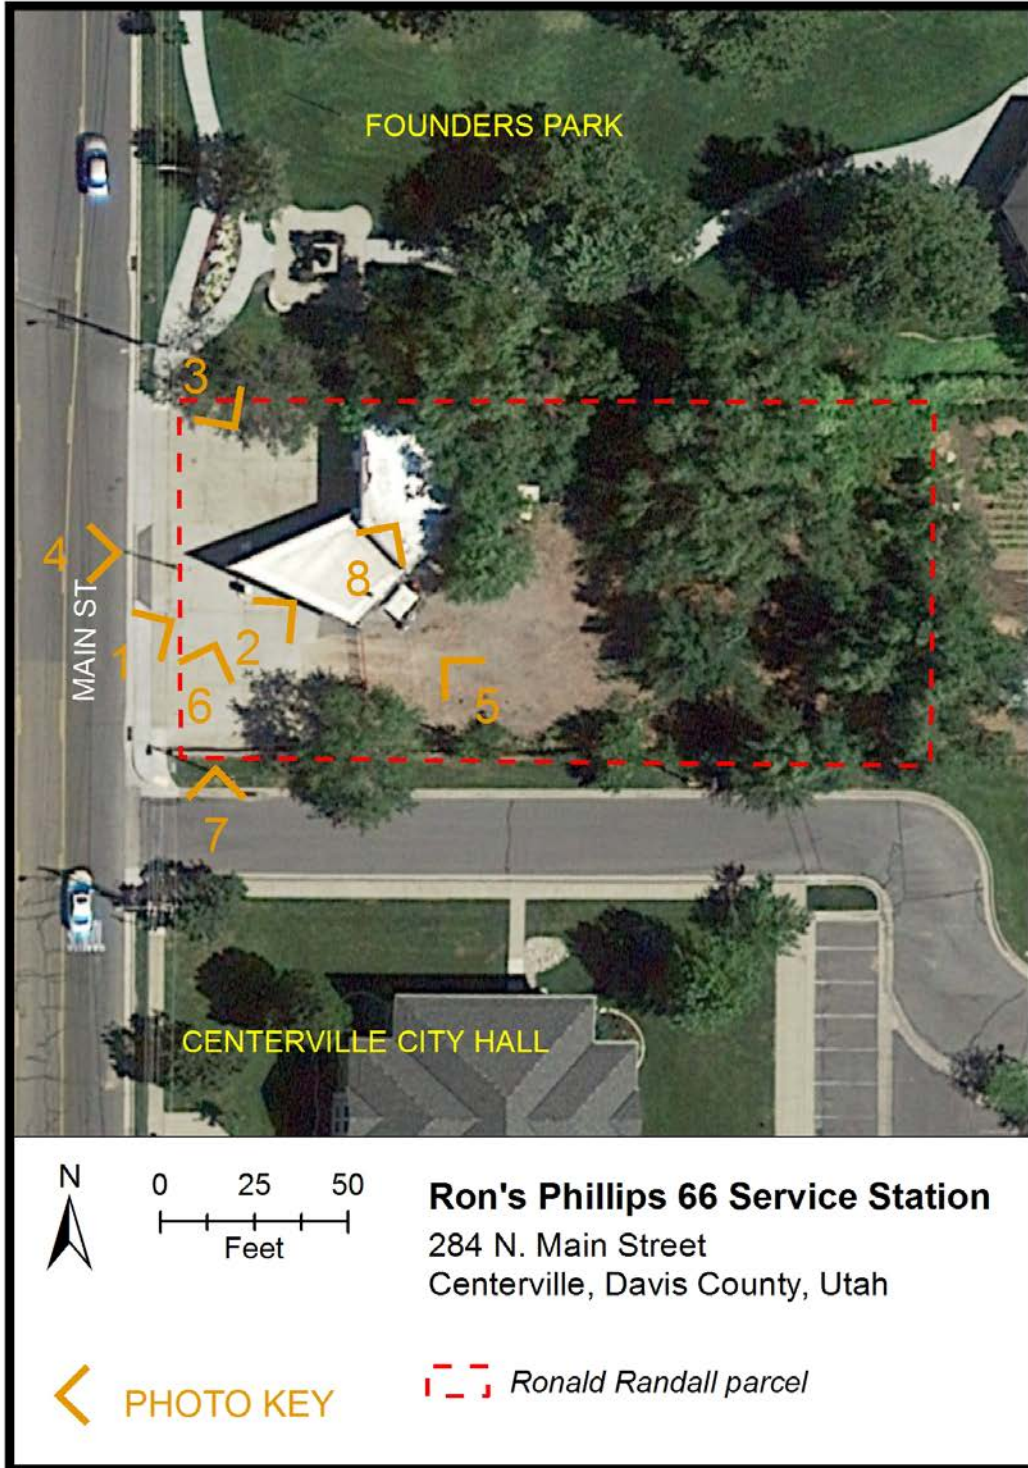 FOUNDERS PARK
3
4
MAIN ST
1
2
8
6
5
7
CENTERVILLE CITY HALL
N
0 25 50
Feet
Ron's Phillips 66 Service Station
284 N. Main Street
Centerville, Davis County, Utah
PHOTO KEY
Ronald Randall parcel